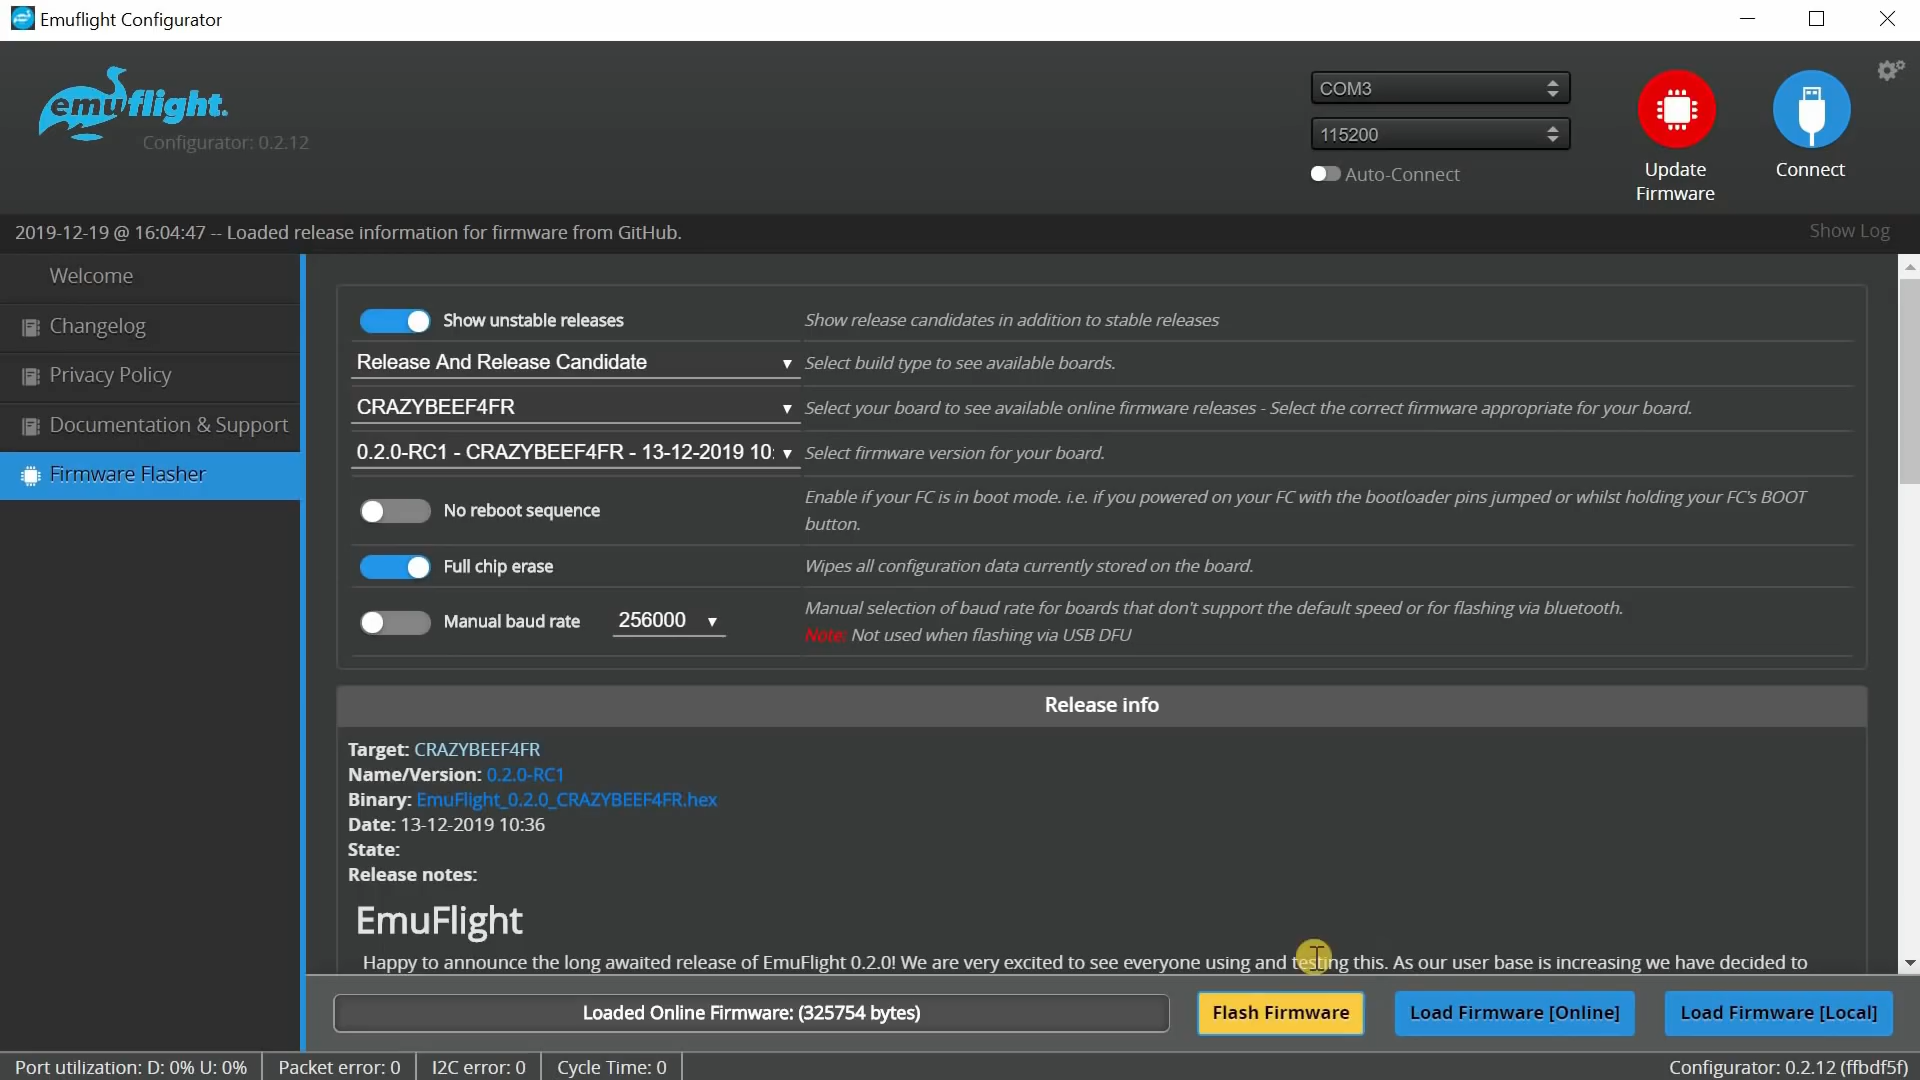 Emuflight Configurator
emuflight.
Configurator: 0.2.12
COM3
115200
Auto-Connect
Update
Firmware
Connect
2019-12-19 @ 16:04:47 -- Loaded release information for firmware from GitHub.
Show Log
Welcome
Changelog
Privacy Policy
Documentation & Support
Firmware Flasher
Show unstable releases
Show release candidates in addition to stable releases
Release And Release Candidate
Select build type to see available boards.
CRAZYBEEF4FR
Select your board to see available online firmware releases - Select the correct firmware appropriate for your board.
0.2.0-RC1 - CRAZYBEEF4FR - 13-12-2019 10:
Select firmware version for your board.
No reboot sequence
Enable if your FC is in boot mode. i.e. if you powered on your FC with the bootloader pins jumped or whilst holding your FC's BOOT
button.
Full chip erase
Wipes all configuration data currently stored on the board.
Manual baud rate
256000
Manual selection of baud rate for boards that don't support the default speed or for flashing via bluetooth.
Note: Not used when flashing via USB DFU
Release info
Target: CRAZYBEEF4FR
Name/Version: 0.2.0-RC1
Binary: EmuFlight_0.2.0_CRAZYBEEF4FR.hex
Date: 13-12-2019 10:36
State:
Release notes:
EmuFlight
Happy to announce the long awaited release of EmuFlight 0.2.0! We are very excited to see everyone using and testing this. As our user base is increasing we have decided to
Loaded Online Firmware: (325754 bytes)
Flash Firmware
Load Firmware [Online]
Load Firmware [Local]
Port utilization: D: 0% U: 0%
Packet error: 0
I2C error: 0
Cycle Time: 0
Configurator: 0.2.12 (ffbdf5f)